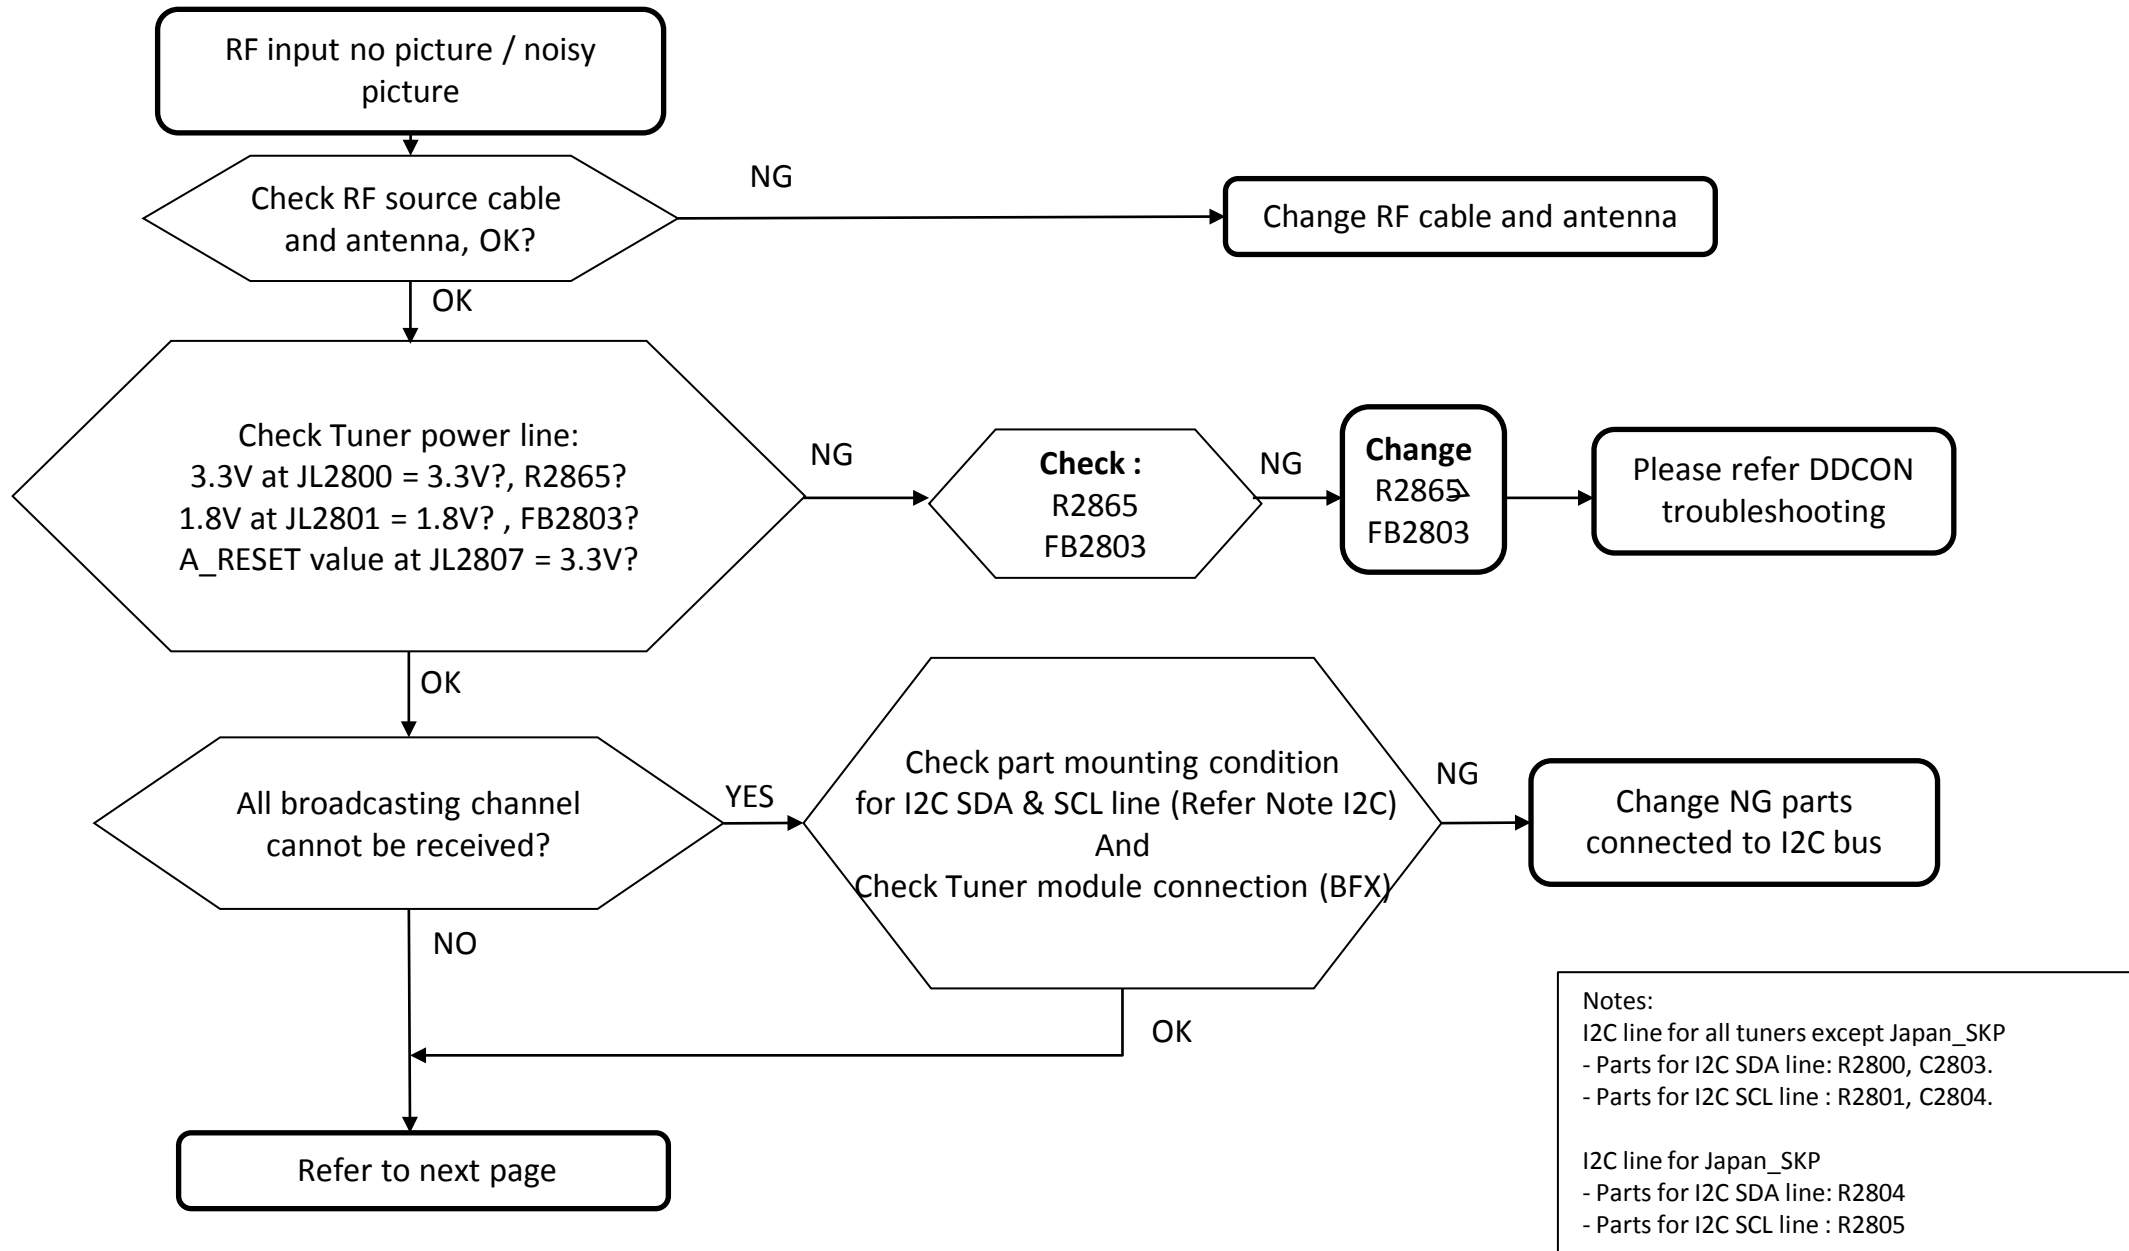 RF input no picture / noisy
picture
Check RF source cable
and antenna, OK?
NG
Change RF cable and antenna
OK
Check Tuner power line:
3.3V at JL2800 = 3.3V?, R2865?
1.8V at JL2801 = 1.8V? , FB2803?
A_RESET value at JL2807 = 3.3V?
NG
Check :
R2865
FB2803
NG
Change
R2865
FB2803
Please refer DDCON
troubleshooting
OK
All broadcasting channel
cannot be received?
YES
Check part mounting condition
for I2C SDA & SCL line (Refer Note I2C)
And
Check Tuner module connection (BFX)
NG
Change NG parts
connected to I2C bus
NO
OK
Refer to next page
Notes:
I2C line for all tuners except Japan_SKP
- Parts for I2C SDA line: R2800, C2803.
- Parts for I2C SCL line : R2801, C2804.
I2C line for Japan_SKP
- Parts for I2C SDA line: R2804
- Parts for I2C SCL line : R2805